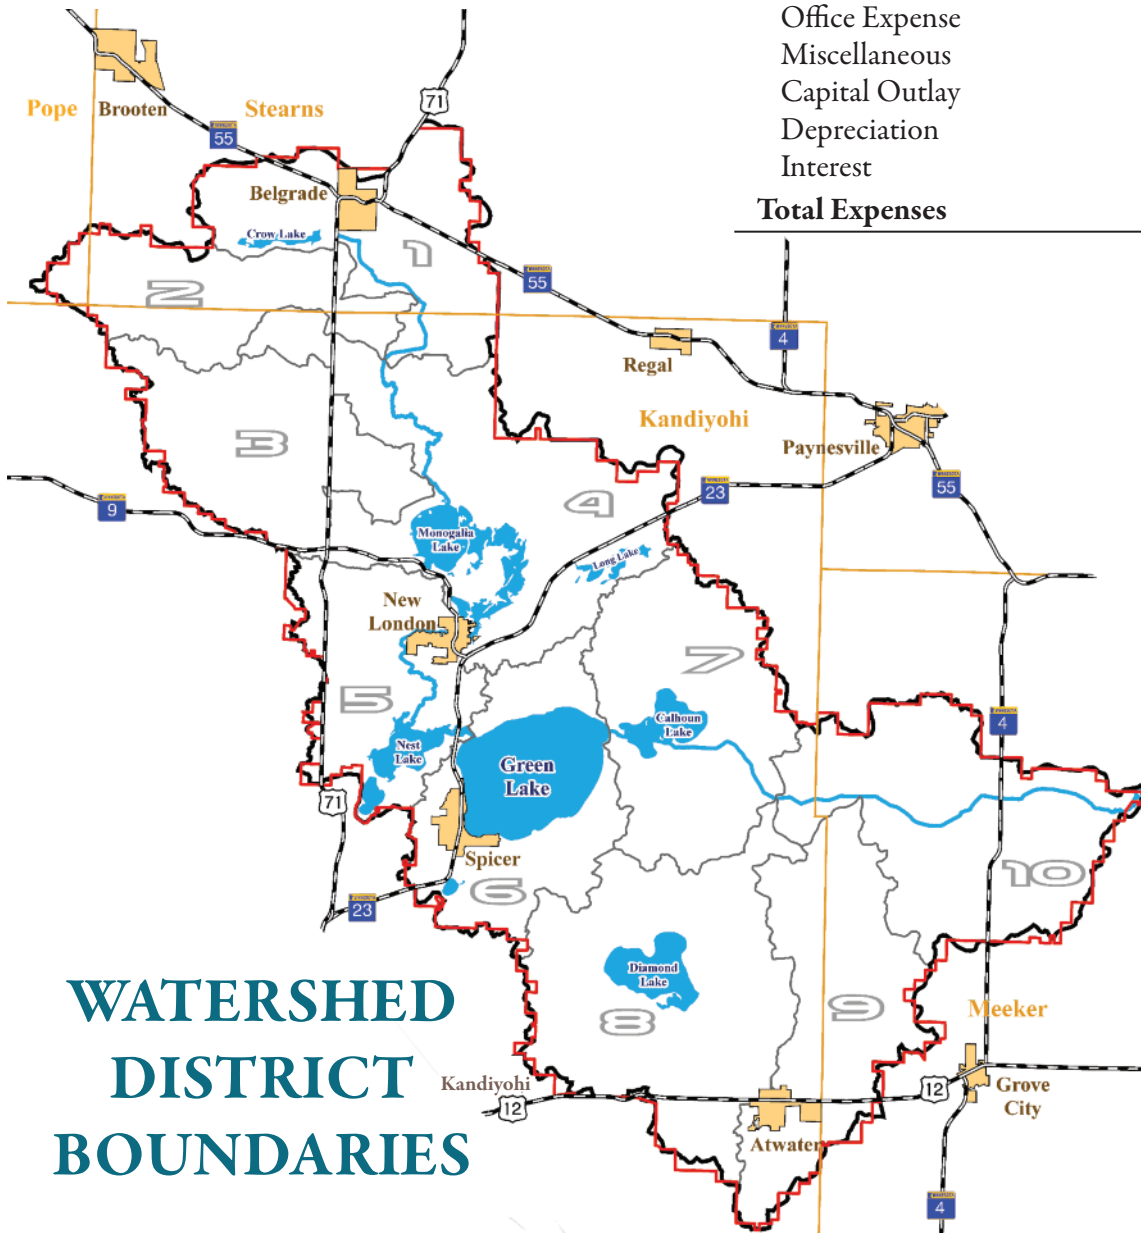 Office Expense
Miscellaneous
Capital Outlay
Depreciation
Interest
Total Expenses
71
Pope
Brooten
Stearns
55
Belgrade
Crow Lake
1
2
55
4
Regal
Kandiyohi
3
Paynesville
23
55
9
4
Monogalia
Lake
Long Lake
New
London
7
5
Calhoun
Lake
4
Nest
Lake
Green
Lake
71
Spicer
6
10
23
Diamond
Lake
8
9
Meeker
WATERSHED
DISTRICT
BOUNDARIES
Kandiyohi
12
12
Grove
City
Atwater
4